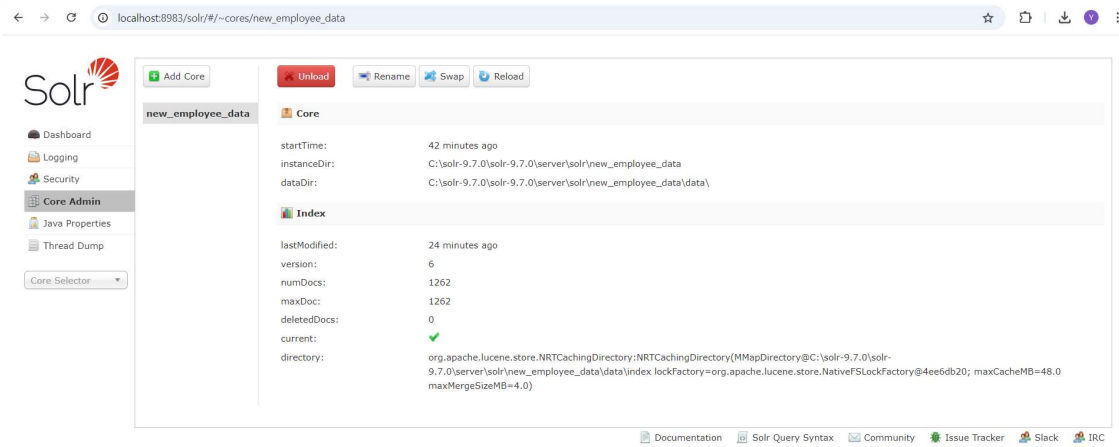 localhost:8983/solr/#/~cores/new_employee_data
Y
Solr
Dashboard
Logging
Security
Core Admin
Java Properties
Thread Dump
Core Selector
Add Core
new_employee_data
Unload
Rename
Swap
Reload
Core
startTime: 42 minutes ago
instanceDir: C:\solr-9.7.0\solr-9.7.0\server\solr\new_employee_data
dataDir: C:\solr-9.7.0\solr-9.7.0\server\solr\new_employee_data\data\
Index
lastModified: 24 minutes ago
version: 6
numDocs: 1262
maxDoc: 1262
deletedDocs: 0
current:
directory: org.apache.lucene.store.NRTCachingDirectory:NRTCachingDirectory(MMapDirectory@C:\solr-9.7.0\solr-
9.7.0\server\solr\new_employee_data\data\index lockFactory=org.apache.lucene.store.NativeFSLockFactory@4ee6db20; maxCacheMB=48.0
maxMergeSizeMB=4.0)
Documentation
Solr Query Syntax
Community
Issue Tracker
Slack
IRC